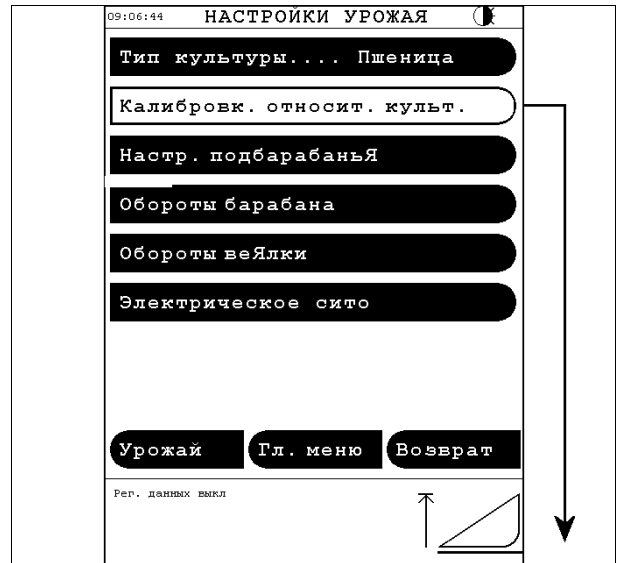 09:06:44 НАСТРОЙКИ УРОЖАЯ
Тип культуры.... Пшеница
Калибровк. относит. культ.
Настр. подбарабаньЯ
Обороты барабана
Обороты веЯлки
Электрическое сито
Урожай Гл. меню Возврат
Рег. данных выкл